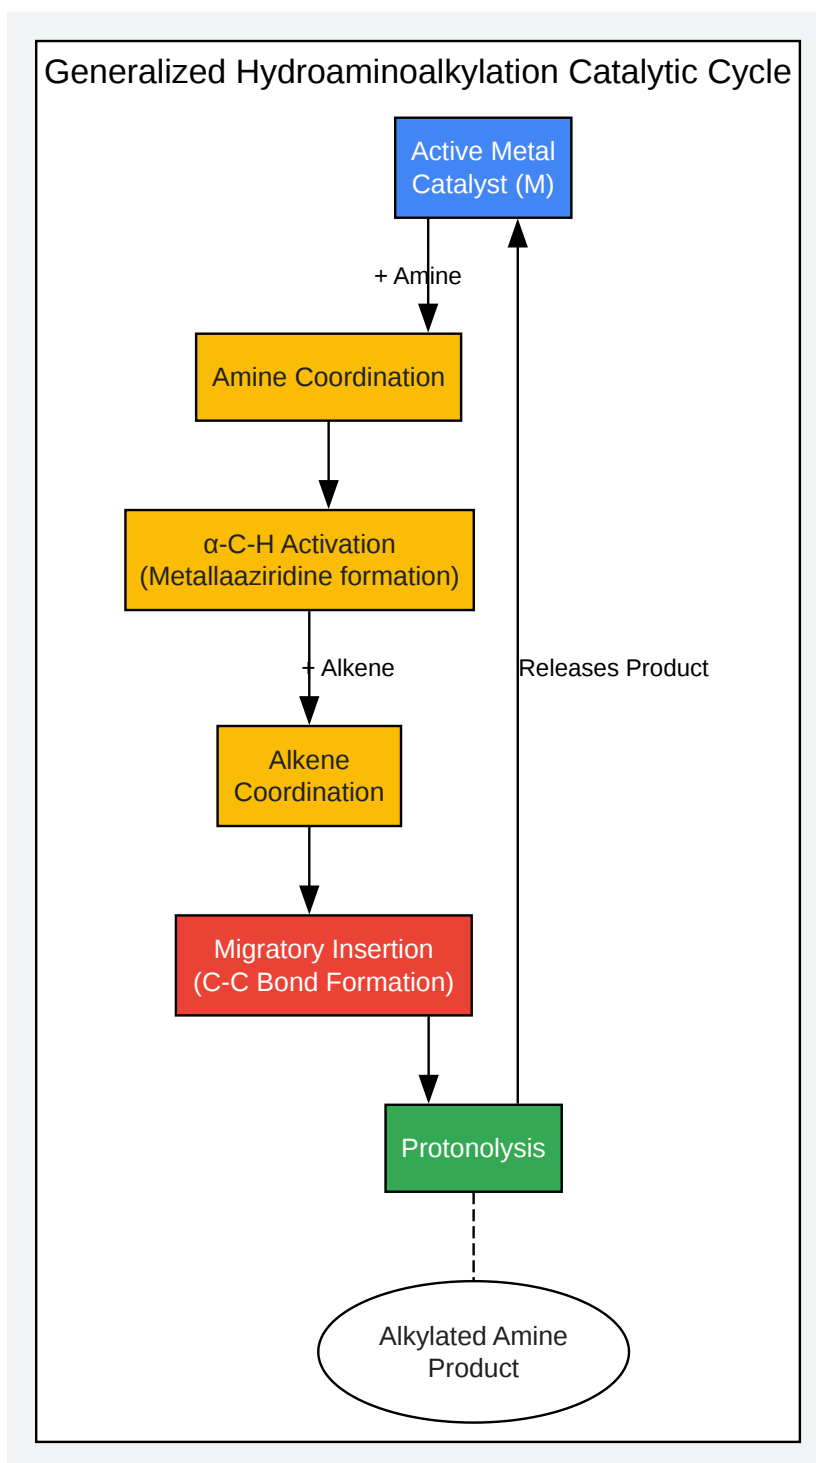 Generalized Hydroaminoalkylation Catalytic Cycle
Active Metal
Catalyst (M)
+ Amine
Amine Coordination
α-C-H Activation
(Metallaaziridine formation)
+ Alkene
Releases Product
Alkene
Coordination
Migratory Insertion
(C-C Bond Formation)
Protonolysis
Alkylated Amine
Product